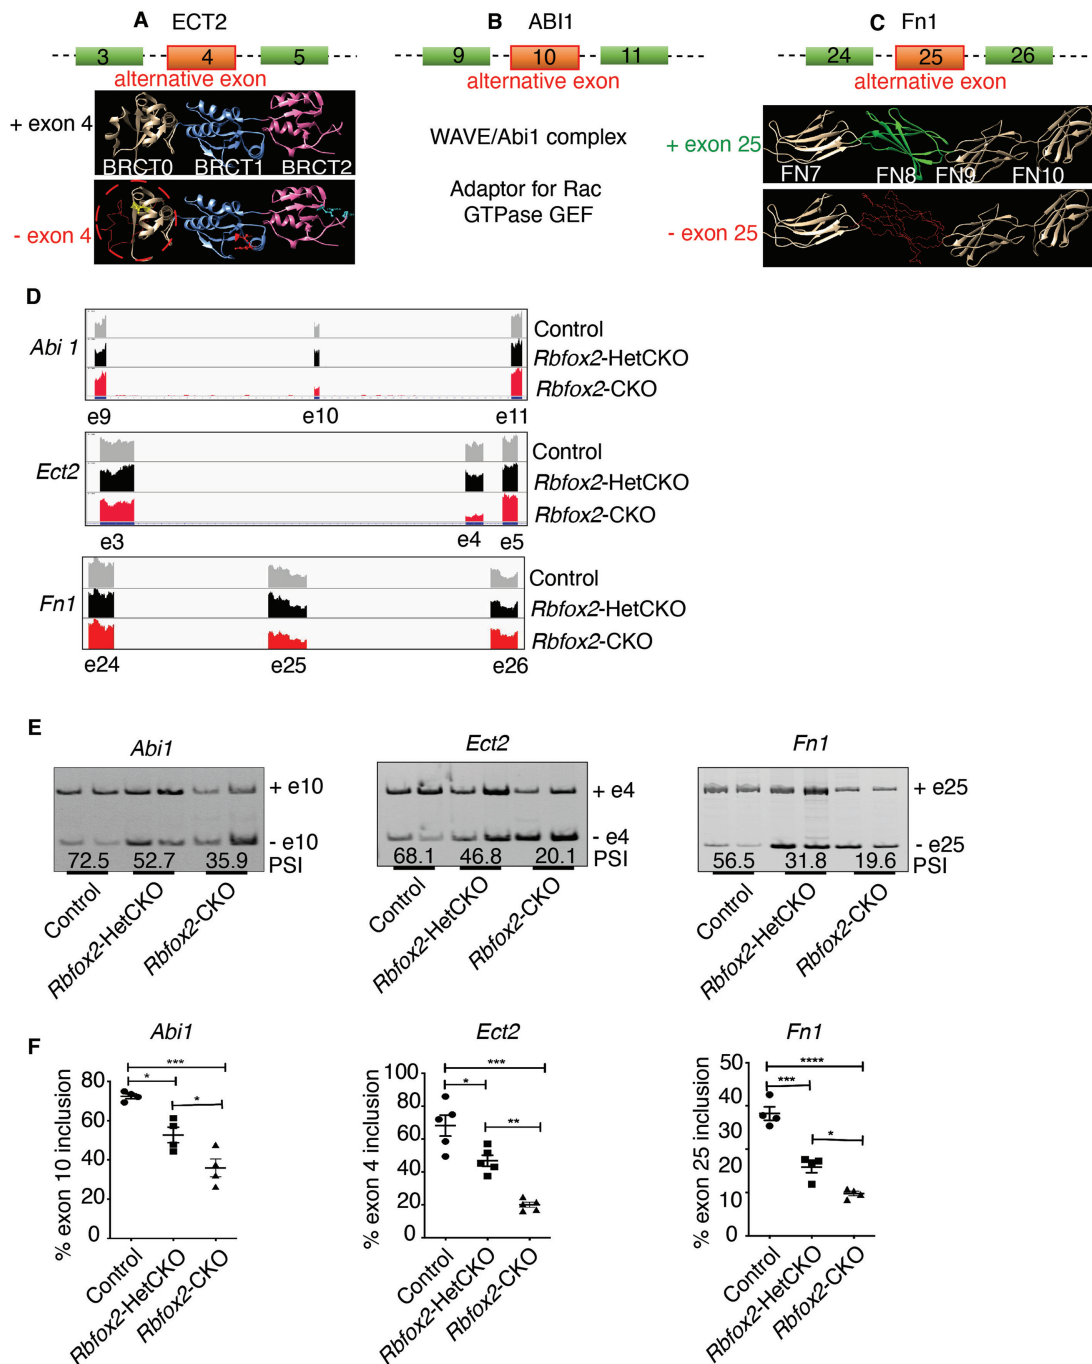 A ECT2
3 4 5
alternative exon
+ exon 4
BRCT0 BRCT1 BRCT2
- exon 4
B ABI1
9 10 11
WAVE/Abi1 complex
Adaptor for Rac
GTPase GEF
C Fn1
24 25 26
alternative exon
+ exon 25
FN7 FN8 FN9 FN10
- exon 25
D
Abi 1
Control
Rbfox2-HetCKO
Rbfox2-CKO
e9 e10 e11
Ect2
Control
Rbfox2-HetCKO
Rbfox2-CKO
e3 e4 e5
Fn1
Control
Rbfox2-HetCKO
Rbfox2-CKO
e24 e25 e26
E
Abi1
+ e10
- e10
72.5 52.7 35.9 PSI
Control
Rbfox2-HetCKO
Rbfox2-CKO
Ect2
+ e4
- e4
68.1 46.8 20.1 PSI
Control
Rbfox2-HetCKO
Rbfox2-CKO
Fn1
+ e25
- e25
56.5 31.8 19.6 PSI
Control
Rbfox2-HetCKO
Rbfox2-CKO
F
Abi1
% exon 10 inclusion
80
60
40
20
0
***
*
*
Control
Rbfox2-HetCKO
Rbfox2-CKO
Ect2
% exon 4 inclusion
100
80
60
40
20
0
***
*
**
Control
Rbfox2-HetCKO
Rbfox2-CKO
Fn1
% exon 25 inclusion
50
40
30
20
10
0
****
***
*
Control
Rbfox2-HetCKO
Rbfox2-CKO